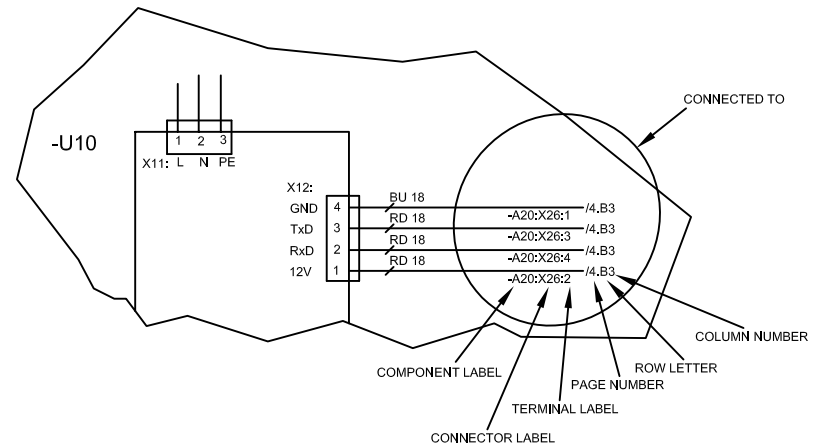 CONNECTED TO
-U10
1 2 3
X11: L N PE
X12:
GND 4 BU 18 /4.B3
-A20:X26:1
TxD 3 RD 18 /4.B3
-A20:X26:3
RxD 2 RD 18 /4.B3
-A20:X26:4
12V 1 RD 18 /4.B3
-A20:X26:2
COLUMN NUMBER
ROW LETTER
COMPONENT LABEL
PAGE NUMBER
TERMINAL LABEL
CONNECTOR LABEL